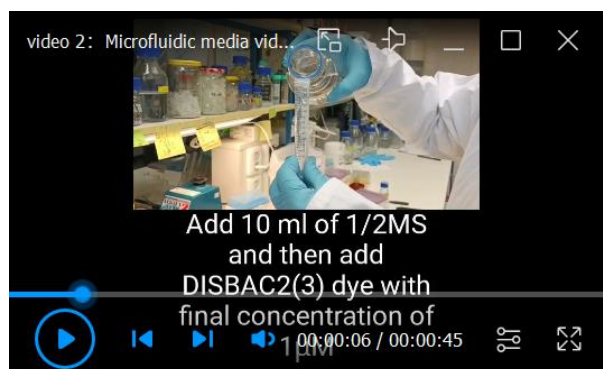 video 2: Microfluidic media vid...
Add 10 ml of 1/2MS
and then add
DISBAC2(3) dye with
final concentration of
1µM
00:00:06 / 00:00:45